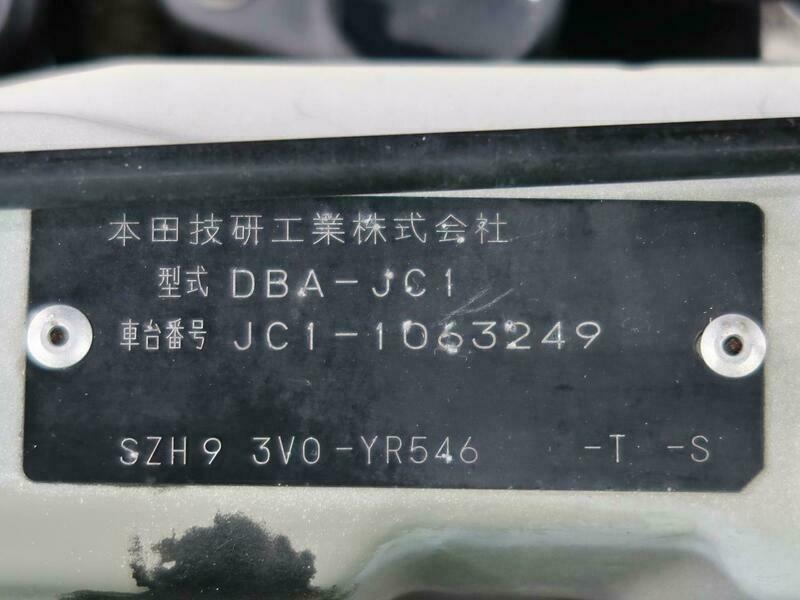 本田技研工業株式会社
型式 DBA-JC1
車台番号 JC1-1063249
SZH9 3V0-YR546 -T -S